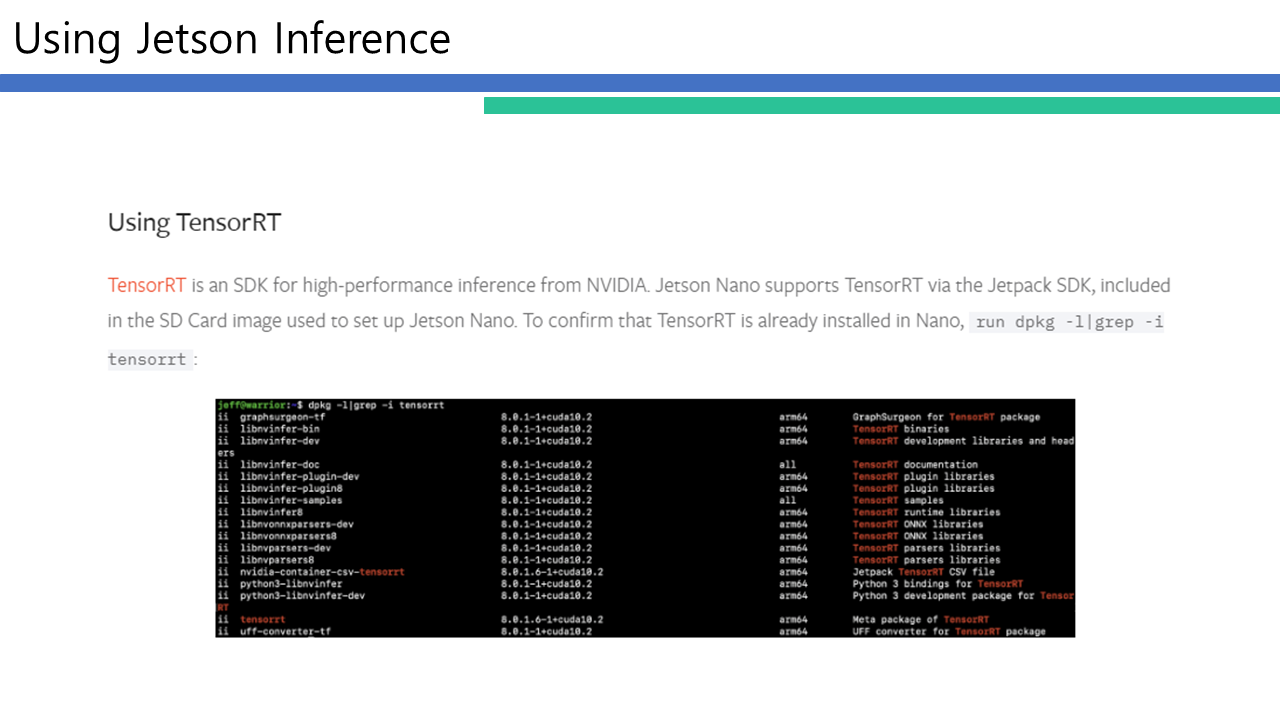 Using Jetson Inference
Using TensorRT
TensorRT is an SDK for high-performance inference from NVIDIA. Jetson Nano supports TensorRT via the Jetpack SDK, included
in the SD Card image used to set up Jetson Nano. To confirm that TensorRT is already installed in Nano, run dpkg -l|grep -i
tensorrt :
jeff@warrior:~$ dpkg -l|grep -i tensorrt
ii graphsurgeon-tf 8.0.1-1+cuda10.2 arm64 GraphSurgeon for TensorRT package
ii libnvinfer-bin 8.0.1-1+cuda10.2 arm64 TensorRT binaries
ii libnvinfer-dev 8.0.1-1+cuda10.2 arm64 TensorRT development libraries and head
ers
ii libnvinfer-doc 8.0.1-1+cuda10.2 all TensorRT documentation
ii libnvinfer-plugin-dev 8.0.1-1+cuda10.2 arm64 TensorRT plugin libraries
ii libnvinfer-plugin8 8.0.1-1+cuda10.2 arm64 TensorRT plugin libraries
ii libnvinfer-samples 8.0.1-1+cuda10.2 all TensorRT samples
ii libnvinfer8 8.0.1-1+cuda10.2 arm64 TensorRT runtime libraries
ii libnvonnxparsers-dev 8.0.1-1+cuda10.2 arm64 TensorRT ONNX libraries
ii libnvonnxparsers8 8.0.1-1+cuda10.2 arm64 TensorRT ONNX libraries
ii libnvparsers-dev 8.0.1-1+cuda10.2 arm64 TensorRT parsers libraries
ii libnvparsers8 8.0.1-1+cuda10.2 arm64 TensorRT parsers libraries
ii nvidia-container-csv-tensorrt 8.0.1.6-1+cuda10.2 arm64 Jetpack TensorRT CSV file
ii python3-libnvinfer 8.0.1-1+cuda10.2 arm64 Python 3 bindings for TensorRT
ii python3-libnvinfer-dev 8.0.1-1+cuda10.2 arm64 Python 3 development package for Tensor
RT
ii tensorrt 8.0.1.6-1+cuda10.2 arm64 Meta package of TensorRT
ii uff-converter-tf 8.0.1-1+cuda10.2 arm64 UFF converter for TensorRT package